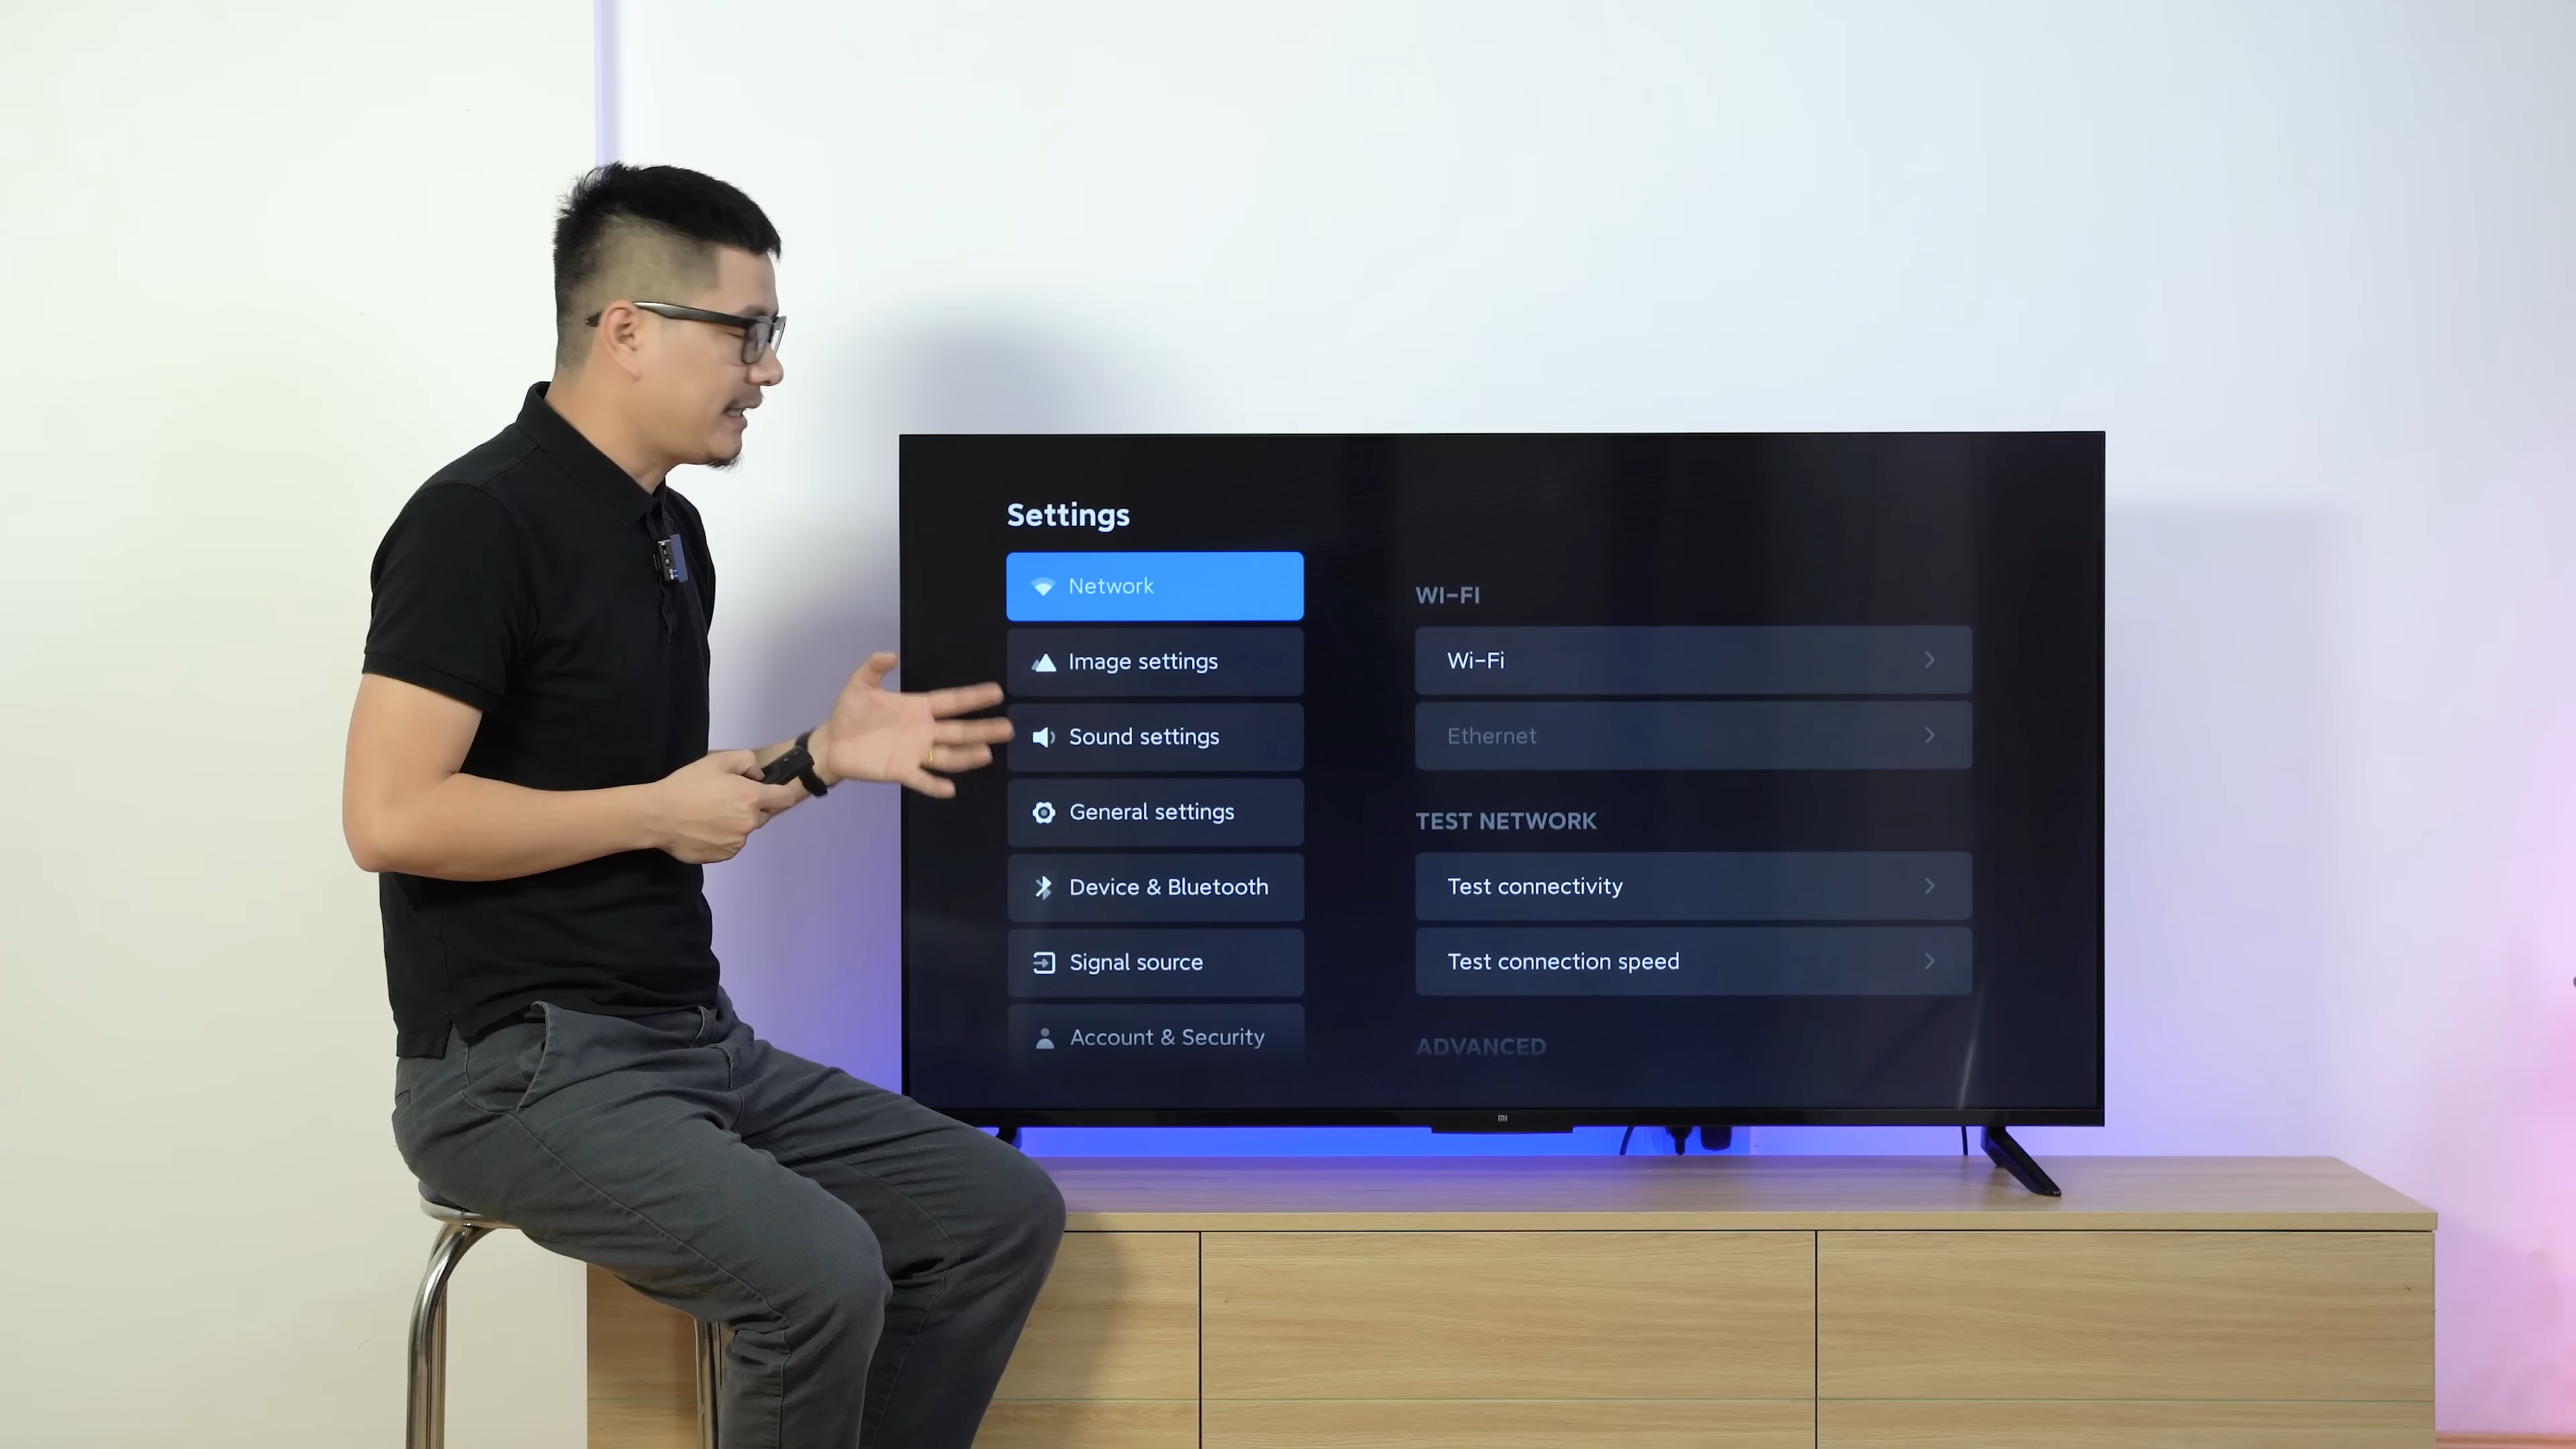 Settings
Network
Image settings
Sound settings
General settings
Device & Bluetooth
Signal source
Account & Security
WI-FI
Wi-Fi
Ethernet
TEST NETWORK
Test connectivity
Test connection speed
ADVANCED
mi